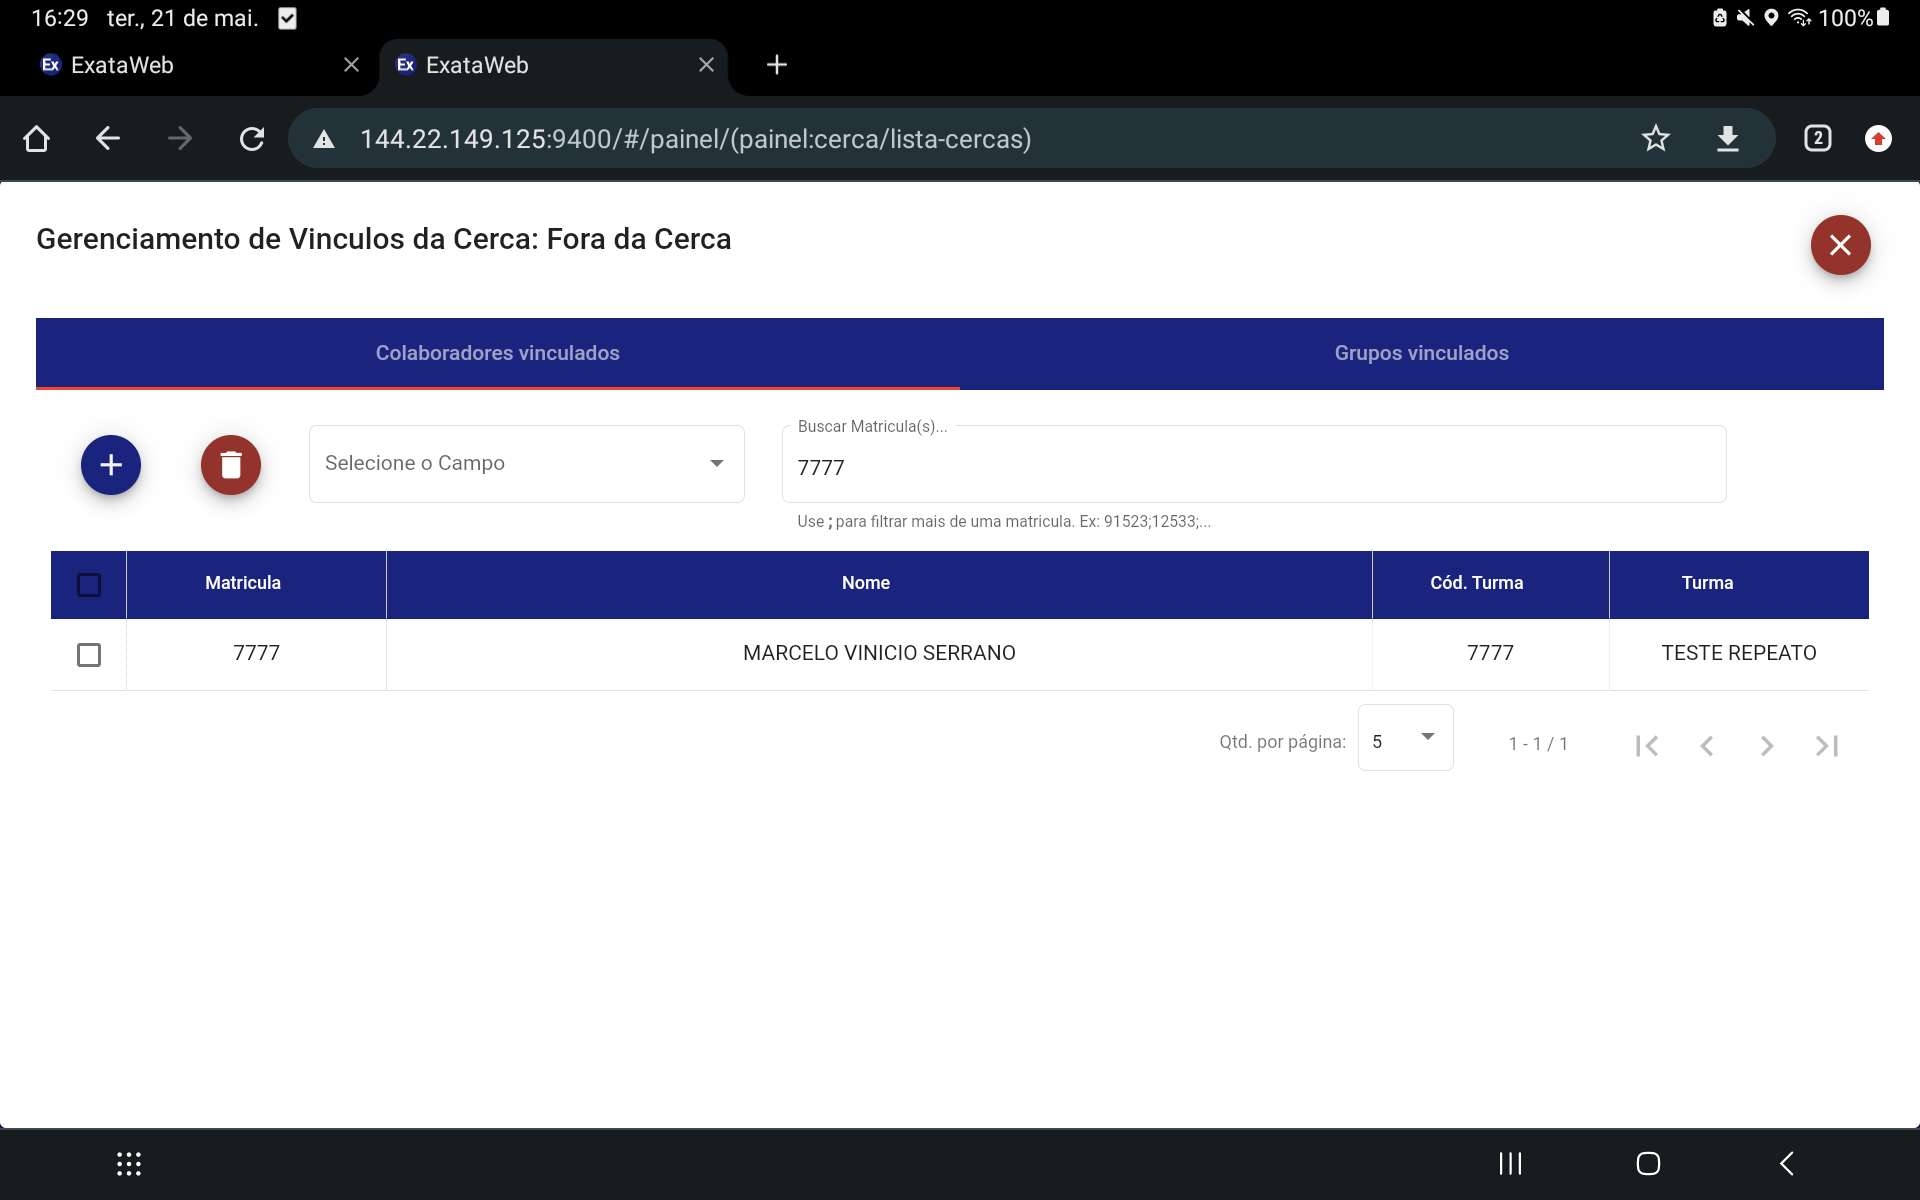 16:29 ter., 21 de mai. 100%
Ex ExataWeb Ex ExataWeb
144.22.149.125:9400/#/painel/(painel:cerca/lista-cercas) 2
Gerenciamento de Vinculos da Cerca: Fora da Cerca
Colaboradores vinculados Grupos vinculados
Buscar Matricula(s)...
Selecione o Campo 7777
Use ; para filtrar mais de uma matricula. Ex: 91523;12533;...
Matricula Nome Cód. Turma Turma
7777 MARCELO VINICIO SERRANO 7777 TESTE REPEATO
Qtd. por página: 5 1 - 1 / 1